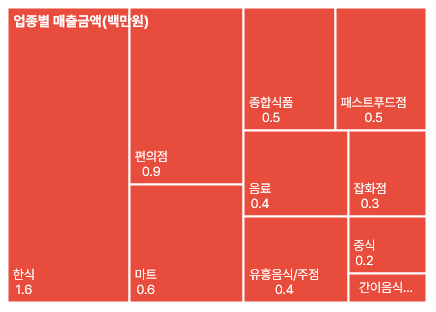 업종별 매출금액(백만원)
한식
1.6
편의점
0.9
마트
0.6
종합식품
0.5
패스트푸드점
0.5
음료
0.4
잡화점
0.3
유흥음식/주점
0.4
중식
0.2
간이음식...